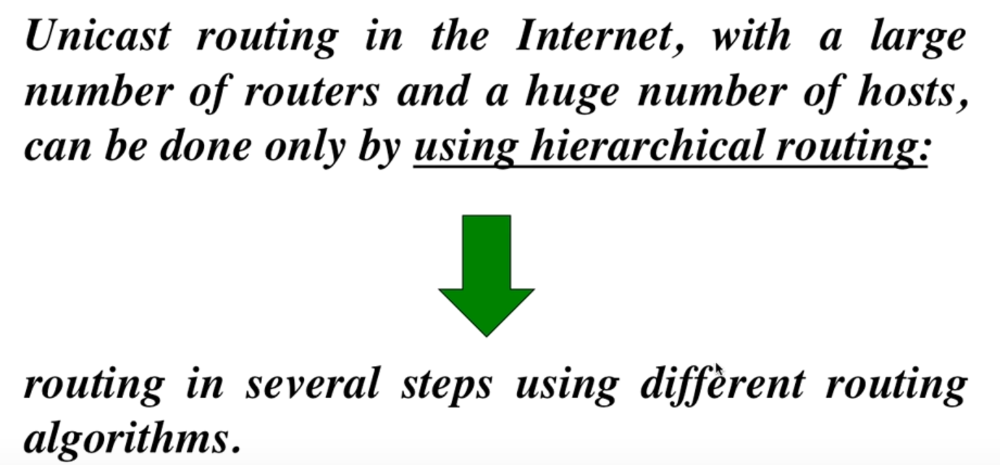 Unicast routing in the Internet, with a large
number of routers and a huge number of hosts,
can be done only by using hierarchical routing:
routing in several steps using different routing
algorithms.